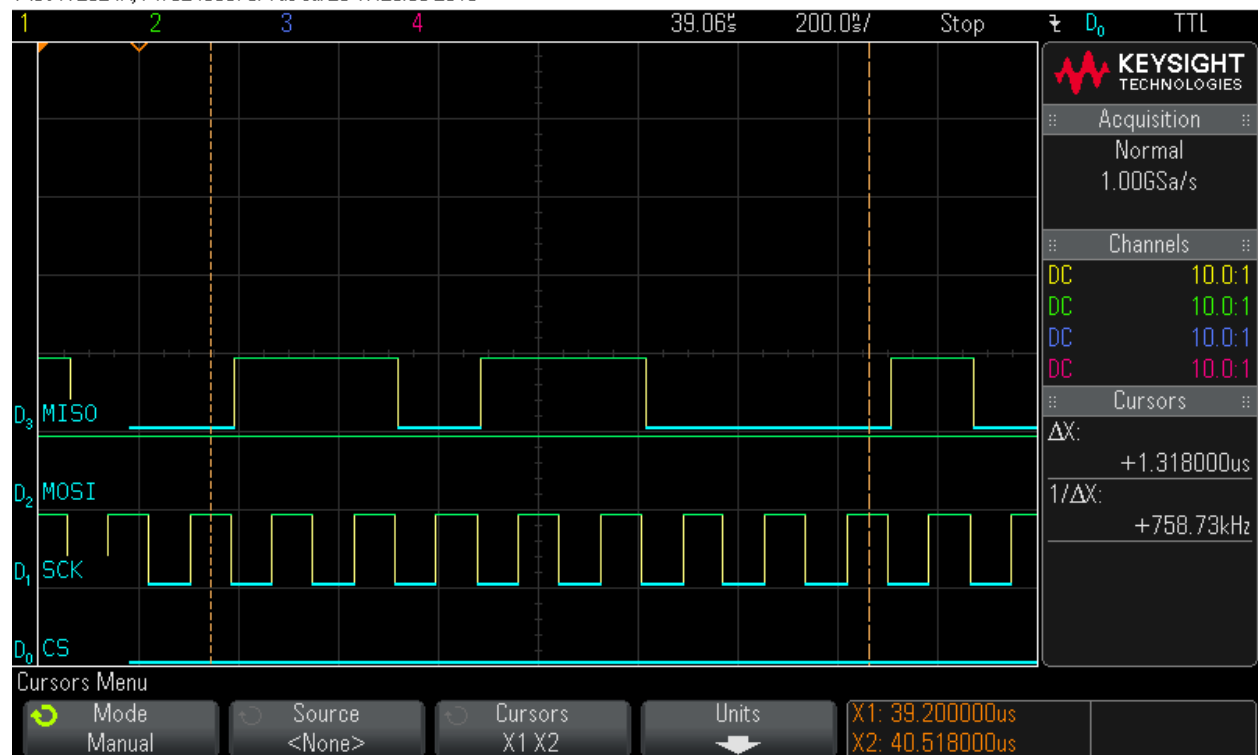 1 2 3 4 39.06us 200.0ns/ Stop D0 TTL
KEYSIGHT
TECHNOLOGIES
Acquisition
Normal
1.00GSa/s
Channels
DC 10.0:1
DC 10.0:1
DC 10.0:1
DC 10.0:1
Cursors
ΔX:
+1.318000us
1/ΔX:
+758.73kHz
D3 MISO
D2 MOSI
D1 SCK
D0 CS
Cursors Menu
Mode
Manual
Source
<None>
Cursors
X1 X2
Units
X1: 39.200000us
X2: 40.518000us